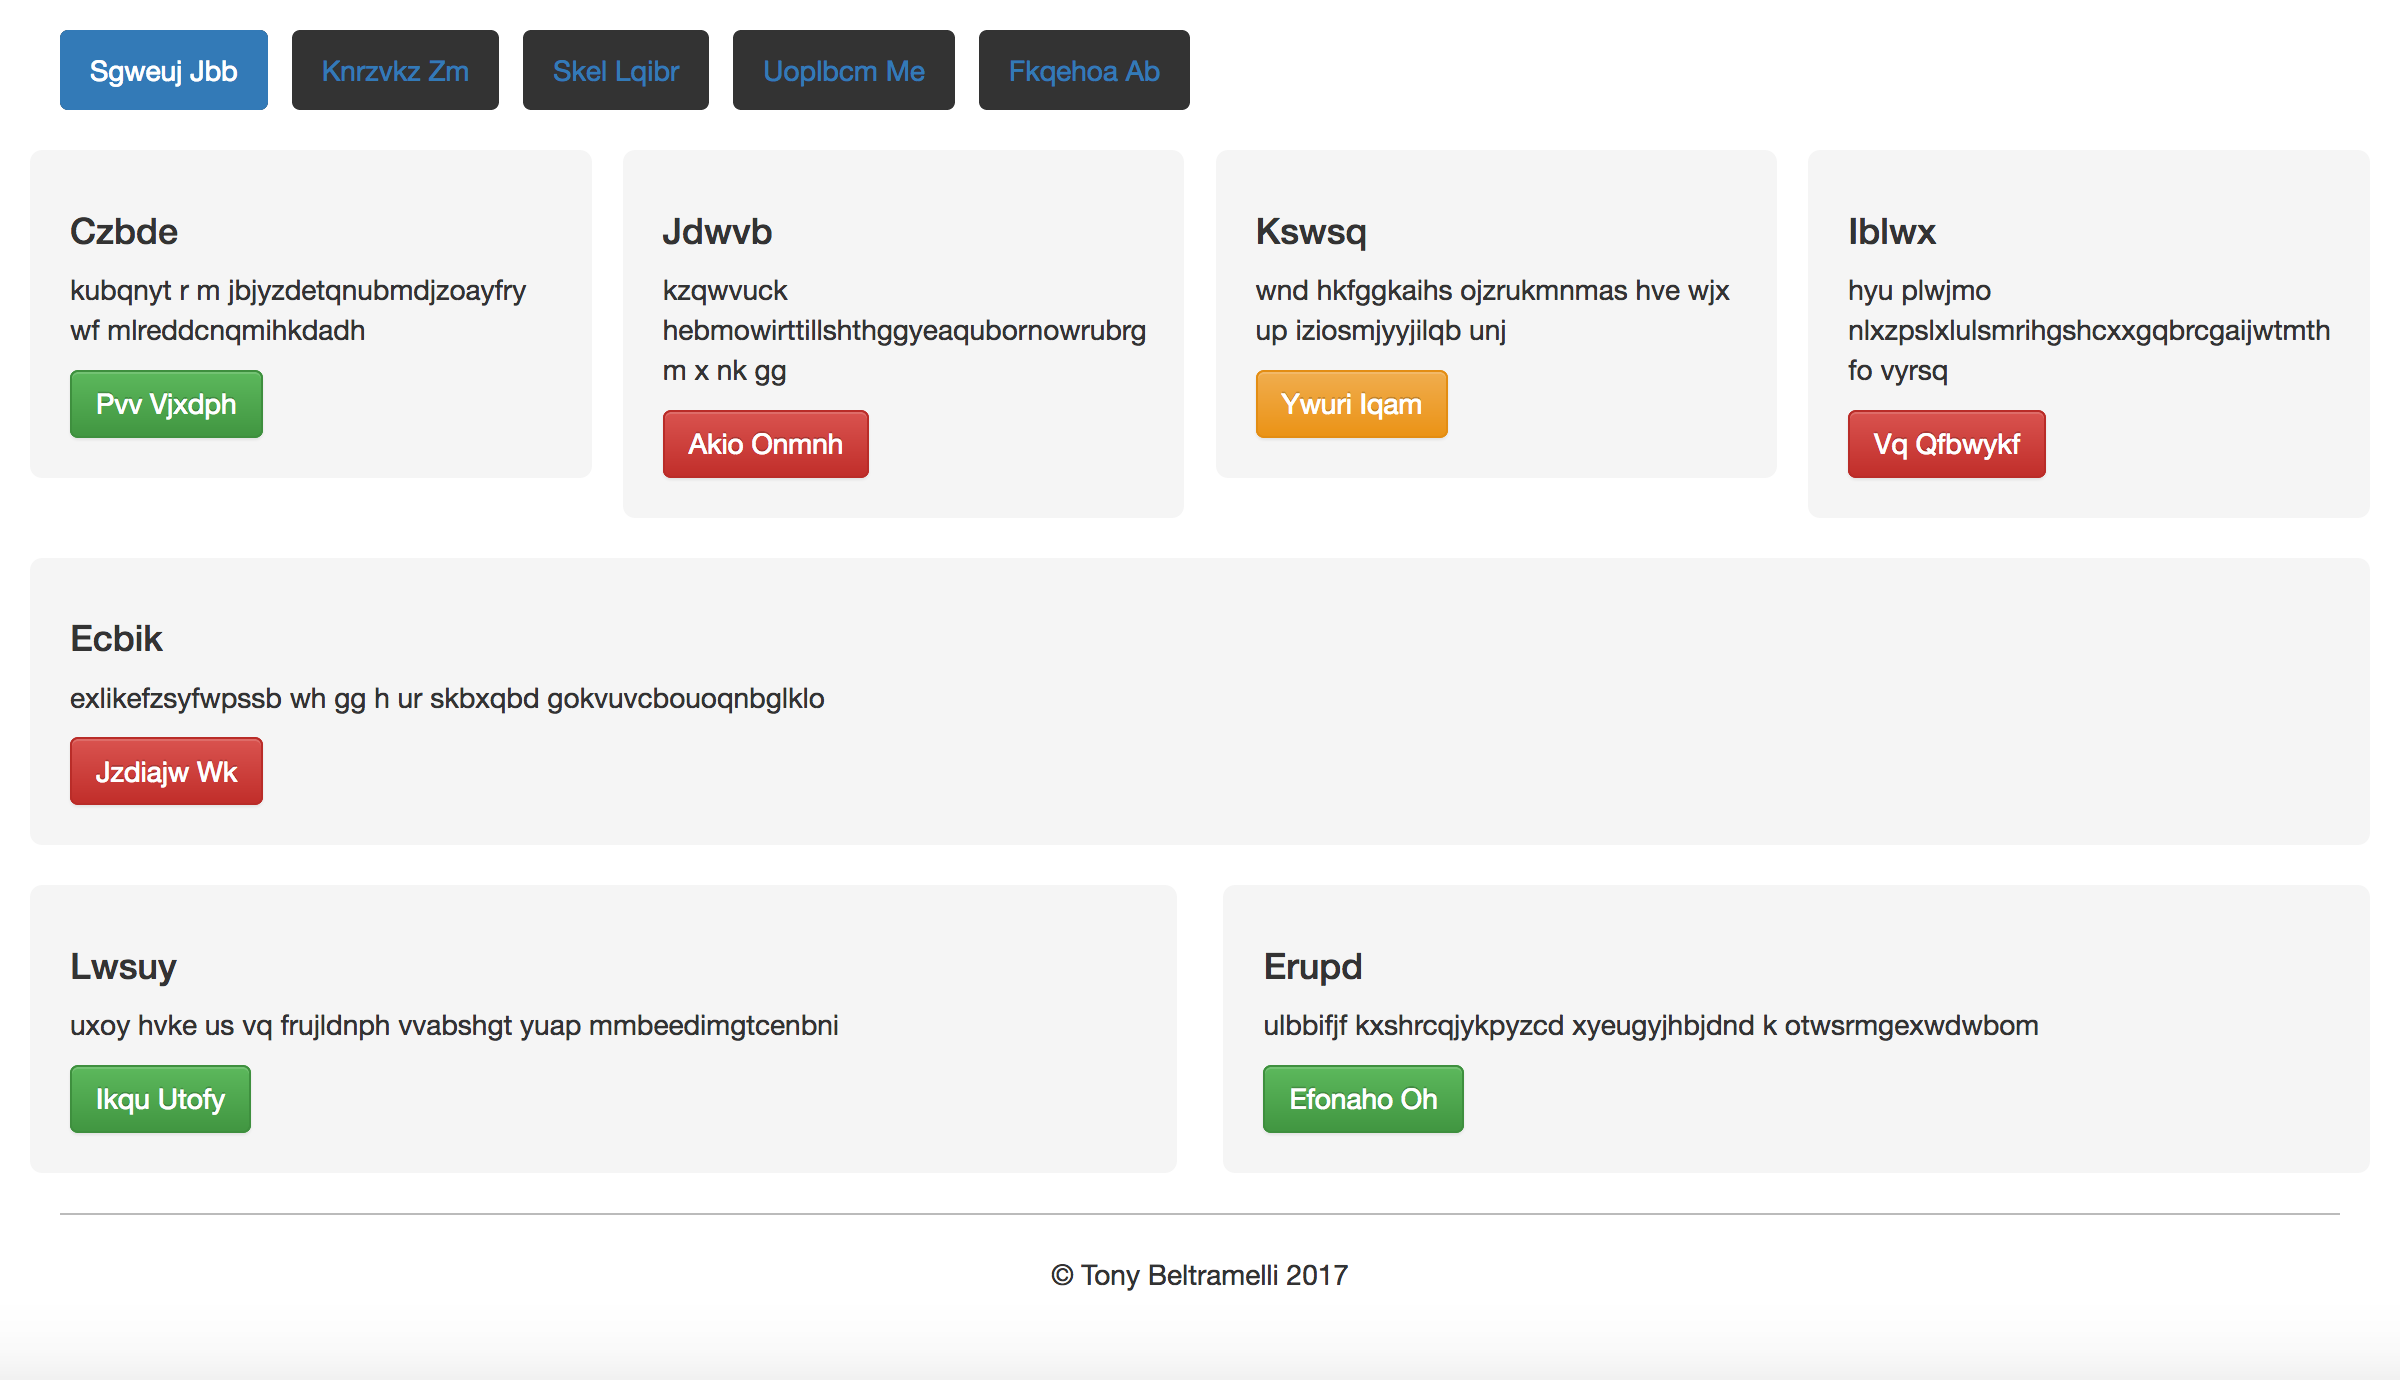 Sgweuj Jbb
Knrzvkz Zm
Skel Lqibr
Uoplbcm Me
Fkqehoa Ab
Czbde
kubqnyt r m jbjyzdetqnubmdjzoayfry
wf mlreddcnqmihkdadh
Pvv Vjxdph
Jdwvb
kzqwvuck
hebmowirttillshthggyeaqubornowrubrg
m x nk gg
Akio Onmnh
Kswsq
wnd hkfggkaihs ojzrukmnmas hve wjx
up iziosmjyyjilqb unj
Ywuri Iqam
Iblwx
hyu plwjmo
nlxzpslxlulsmrihgshcxxgqbrcgaijwtmth
fo vyrsq
Vq Qfbwykf
Ecbik
exlikefzsyfwpssb wh gg h ur skbxqbd gokvuvcbouoqnbglklo
Jzdiajw Wk
Lwsuy
uxoy hvke us vq frujldnph vvabshgt yuap mmbeedimgtcenbni
Ikqu Utofy
Erupd
ulbbifjf kxshrcqjykpyzcd xyeugyjhbjdnd k otwsrmgexwdwbom
Efonaho Oh
© Tony Beltramelli 2017